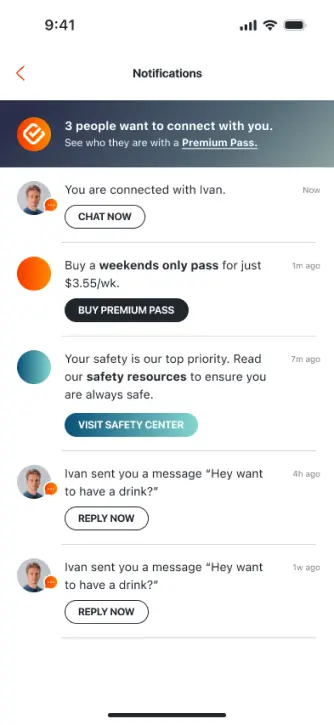 9:41
Notifications
3 people want to connect with you.
See who they are with a Premium Pass.
You are connected with Ivan.
Now
CHAT NOW
Buy a weekends only pass for just
1m ago
$3.55/wk.
BUY PREMIUM PASS
Your safety is our top priority. Read
7m ago
our safety resources to ensure you
are always safe.
VISIT SAFETY CENTER
Ivan sent you a message “Hey want
4h ago
to have a drink?”
REPLY NOW
Ivan sent you a message “Hey want
1w ago
to have a drink?”
REPLY NOW